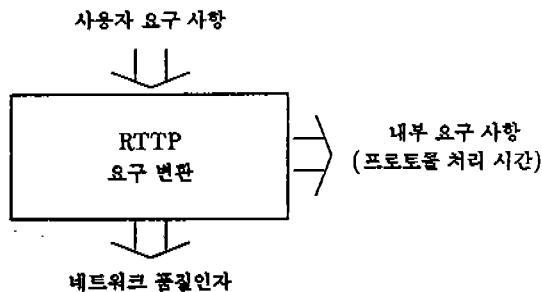 사용자 요구 사항
RTTP
요구 변환
내부 요구 사항
(프로토콜 처리 시간)
네트워크 품질인자